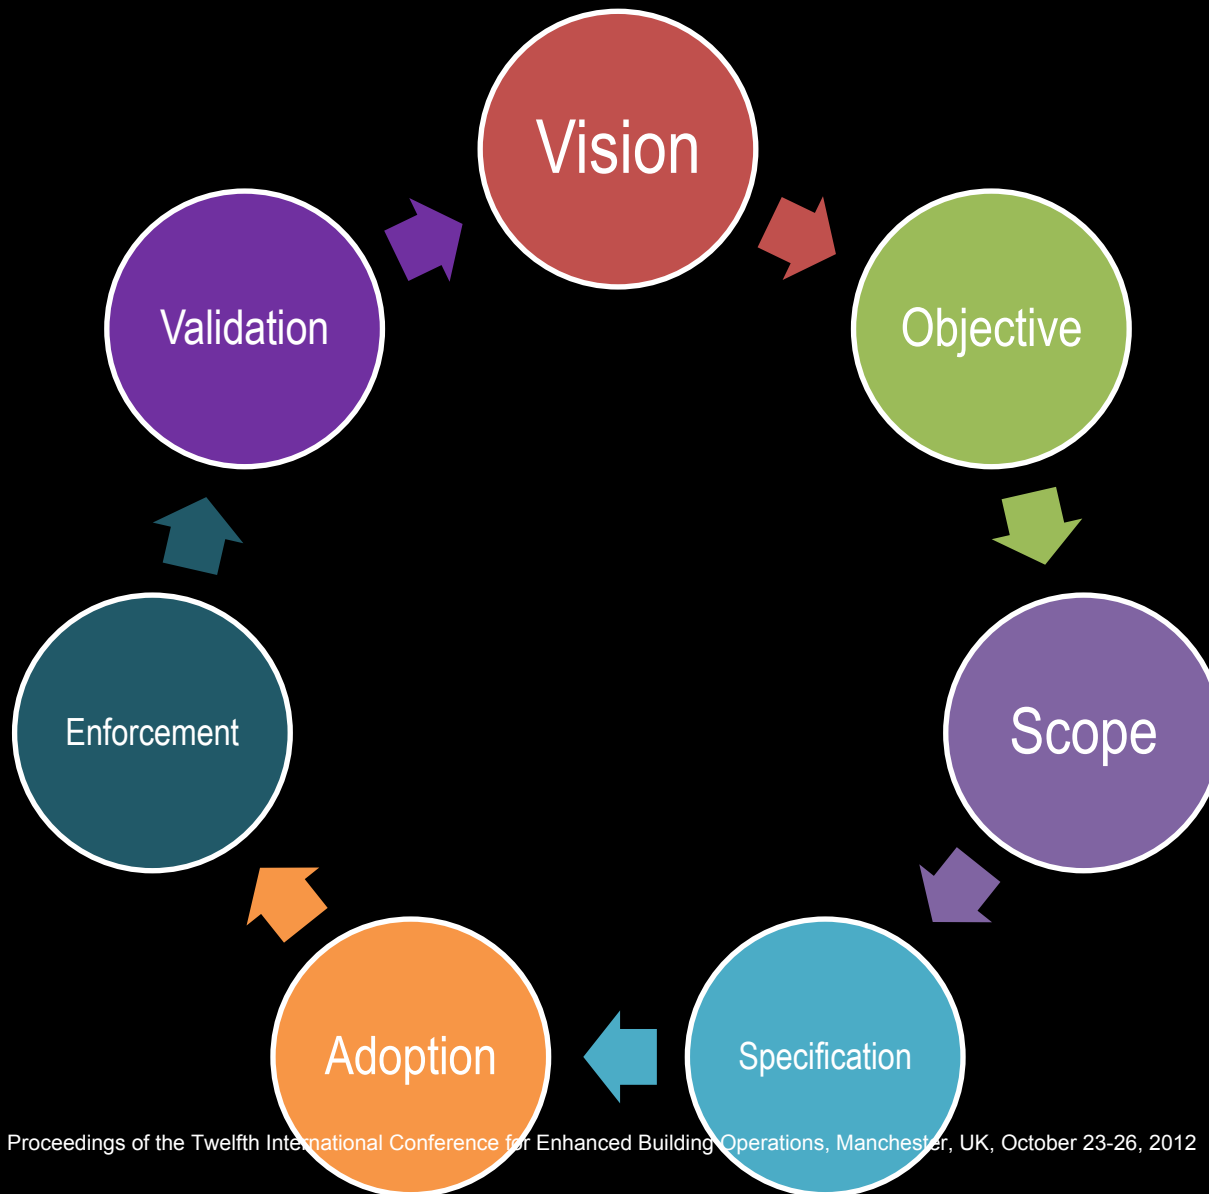 Vision
Objective
Scope
Specification
Adoption
Enforcement
Validation
Proceedings of the Twelfth International Conference for Enhanced Building Operations, Manchester, UK, October 23-26, 2012